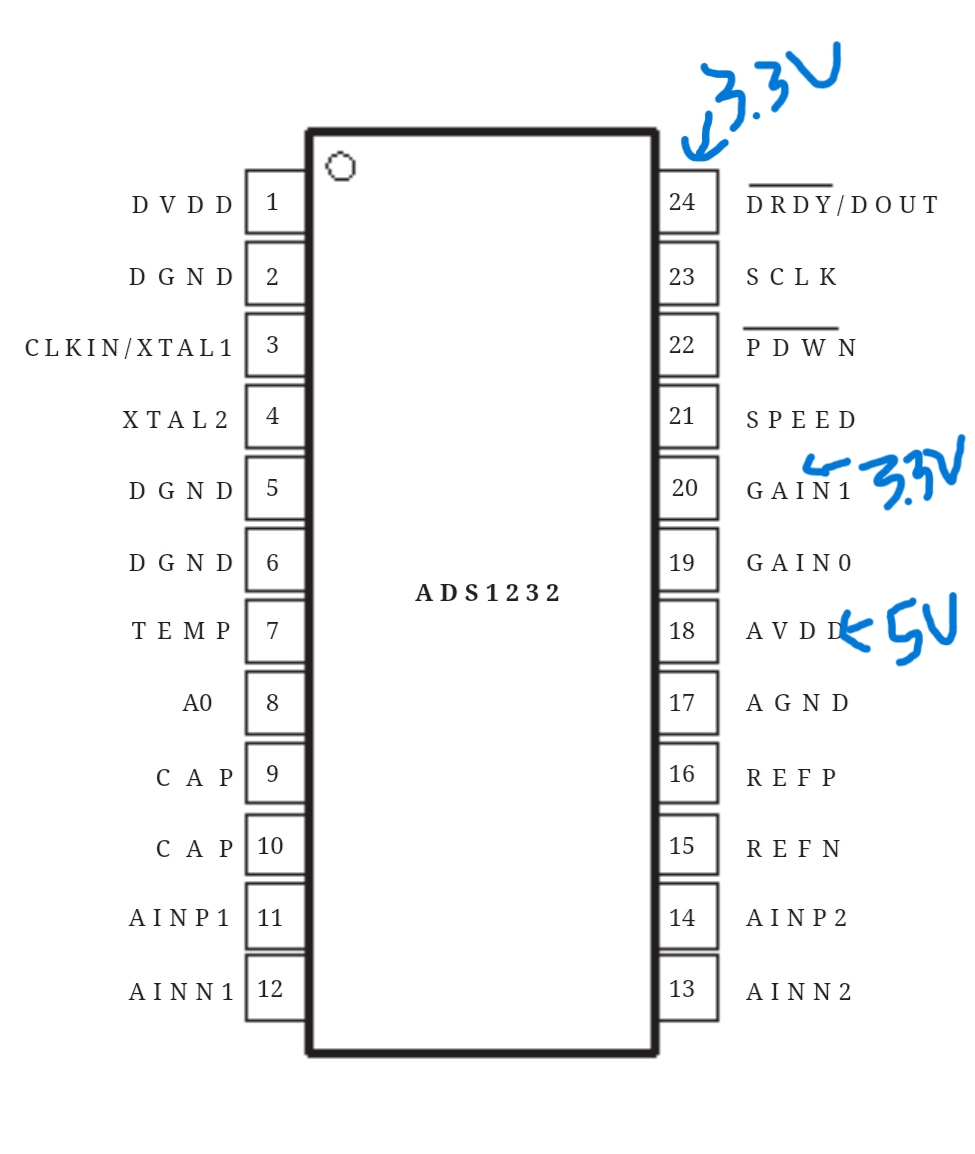 3.3V
DVDD 1 24 DRDY/DOUT
DGND 2 23 SCLK
CLKIN/XTAL1 3 22 PDWN
XTAL2 4 21 SPEED
DGND 5 20 GAIN1 3.3V
DGND 6 19 GAIN0
ADS1232
TEMP 7 18 AVDD 5V
A0 8 17 AGND
CAP 9 16 REFP
CAP 10 15 REFN
AINP1 11 14 AINP2
AINN1 12 13 AINN2